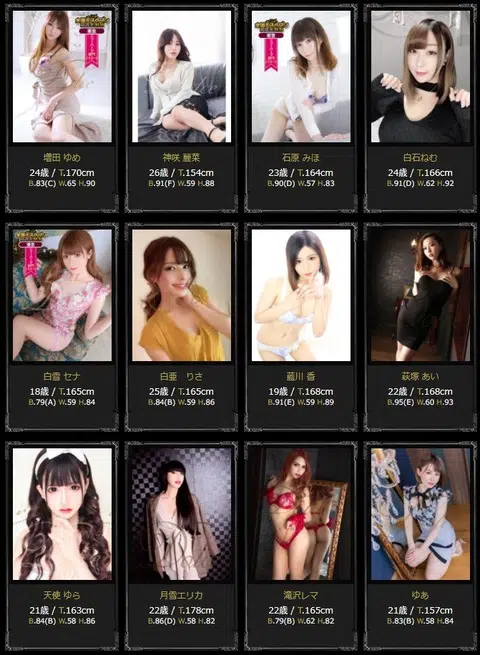 増田 ゆめ
24歳 / T.170cm
B.83(C) W.65 H.90
神咲 麗菜
26歳 / T.154cm
B.91(F) W.59 H.88
石原 みほ
23歳 / T.164cm
B.90(D) W.57 H.83
白石ねむ
24歳 / T.166cm
B.91(D) W.62 H.92
白雪 セナ
18歳 / T.165cm
B.79(A) W.59 H.84
白亜 りさ
25歳 / T.165cm
B.84(B) W.59 H.86
藍川 香
19歳 / T.168cm
B.91(E) W.59 H.89
萩塚 あい
22歳 / T.168cm
B.95(E) W.60 H.93
天使 ゆら
21歳 / T.163cm
B.84(B) W.58 H.86
月雪エリカ
22歳 / T.178cm
B.86(D) W.58 H.82
滝沢レマ
22歳 / T.165cm
B.79(B) W.62 H.82
ゆあ
21歳 / T.157cm
B.83(B) W.58 H.84